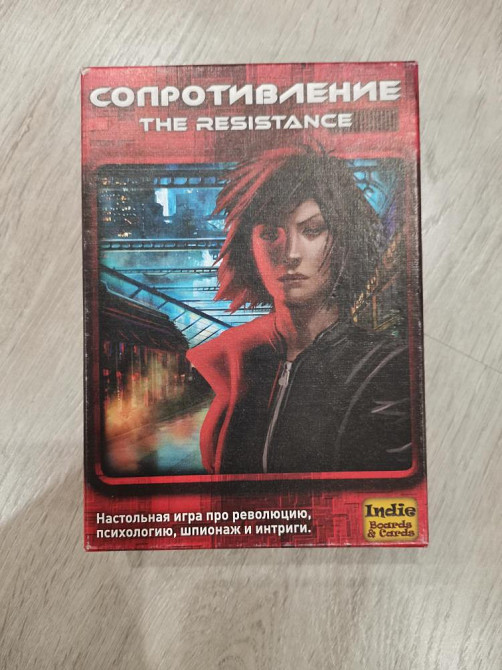 СОПРОТИВЛЕНИЕ
THE RESISTANCE
Настольная игра про революцию,
психологию, шпионаж и интриги.
Indie
Boards
& Cards